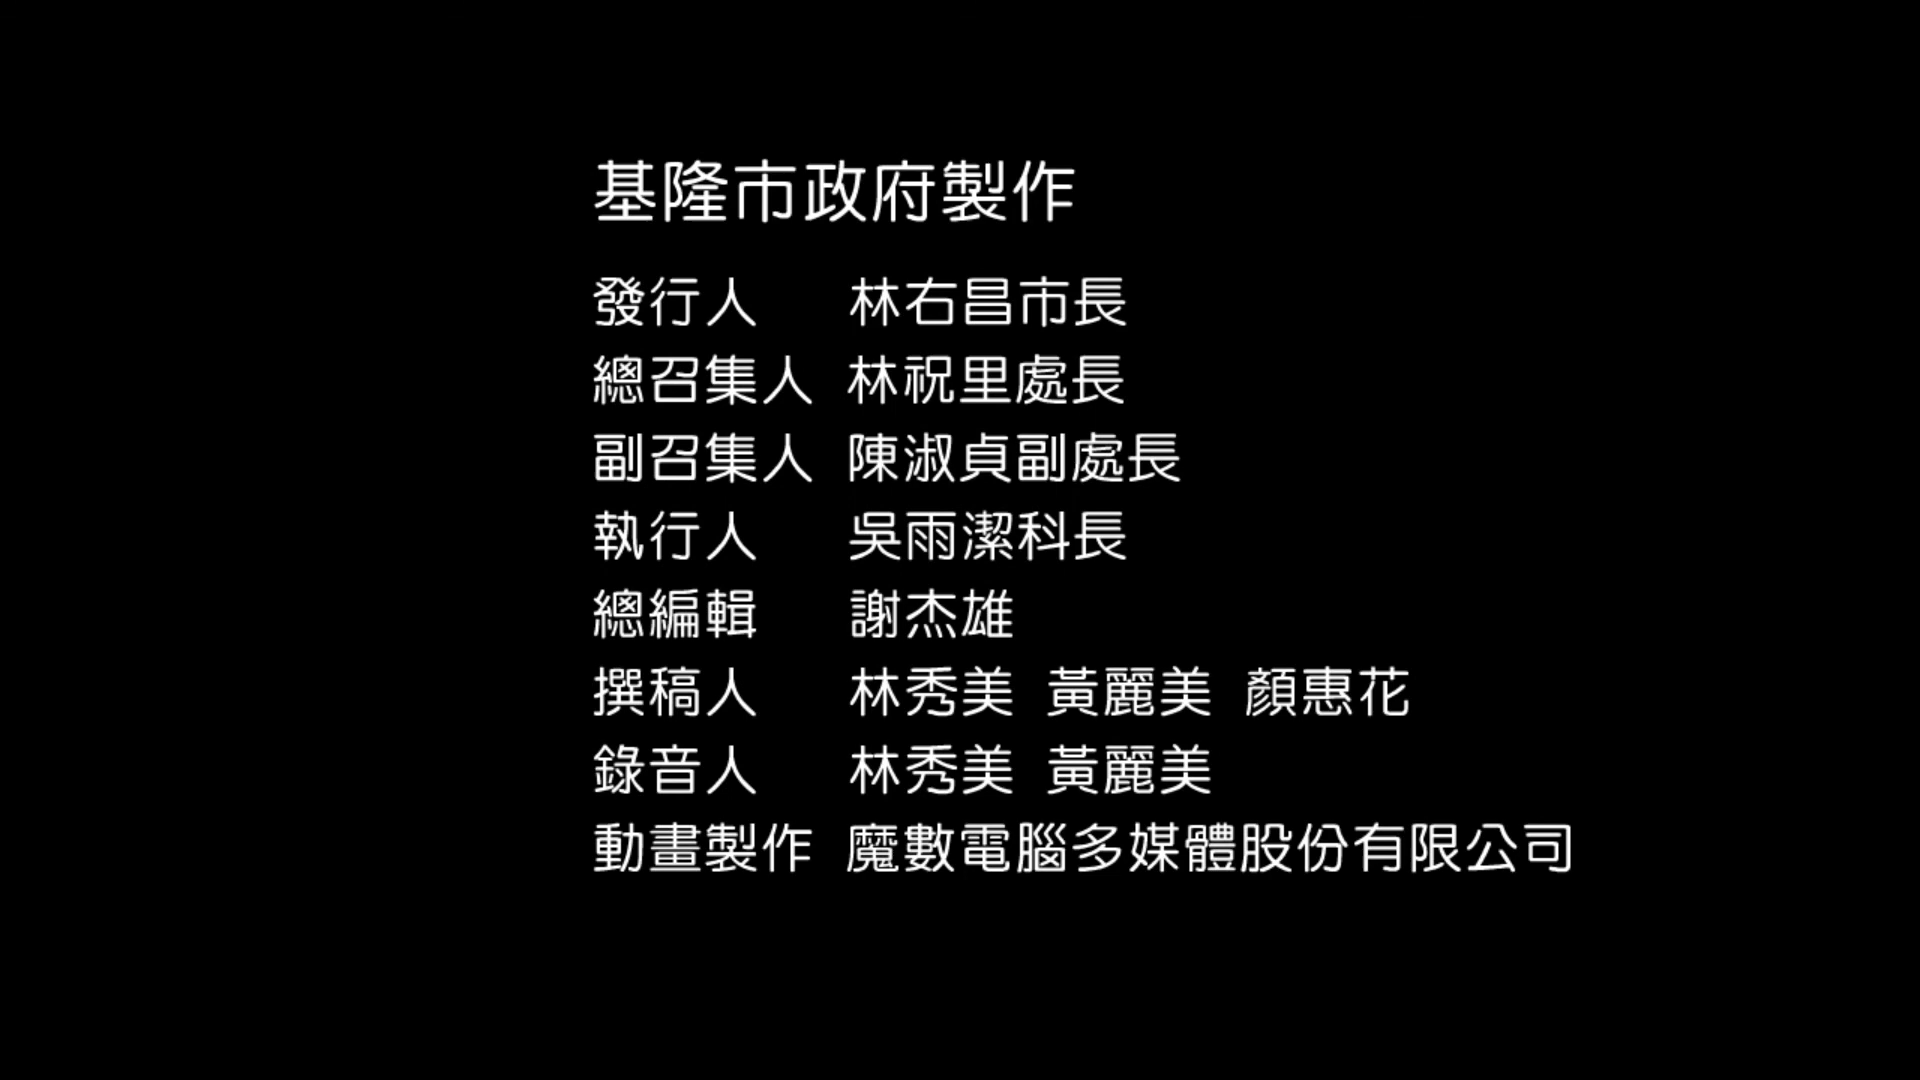 基隆市政府製作
發行人 林右昌市長
總召集人 林祝里處長
副召集人 陳淑貞副處長
執行人 吳雨潔科長
總編輯 謝杰雄
撰稿人 林秀美 黃麗美 顏惠花
錄音人 林秀美 黃麗美
動畫製作 魔數電腦多媒體股份有限公司